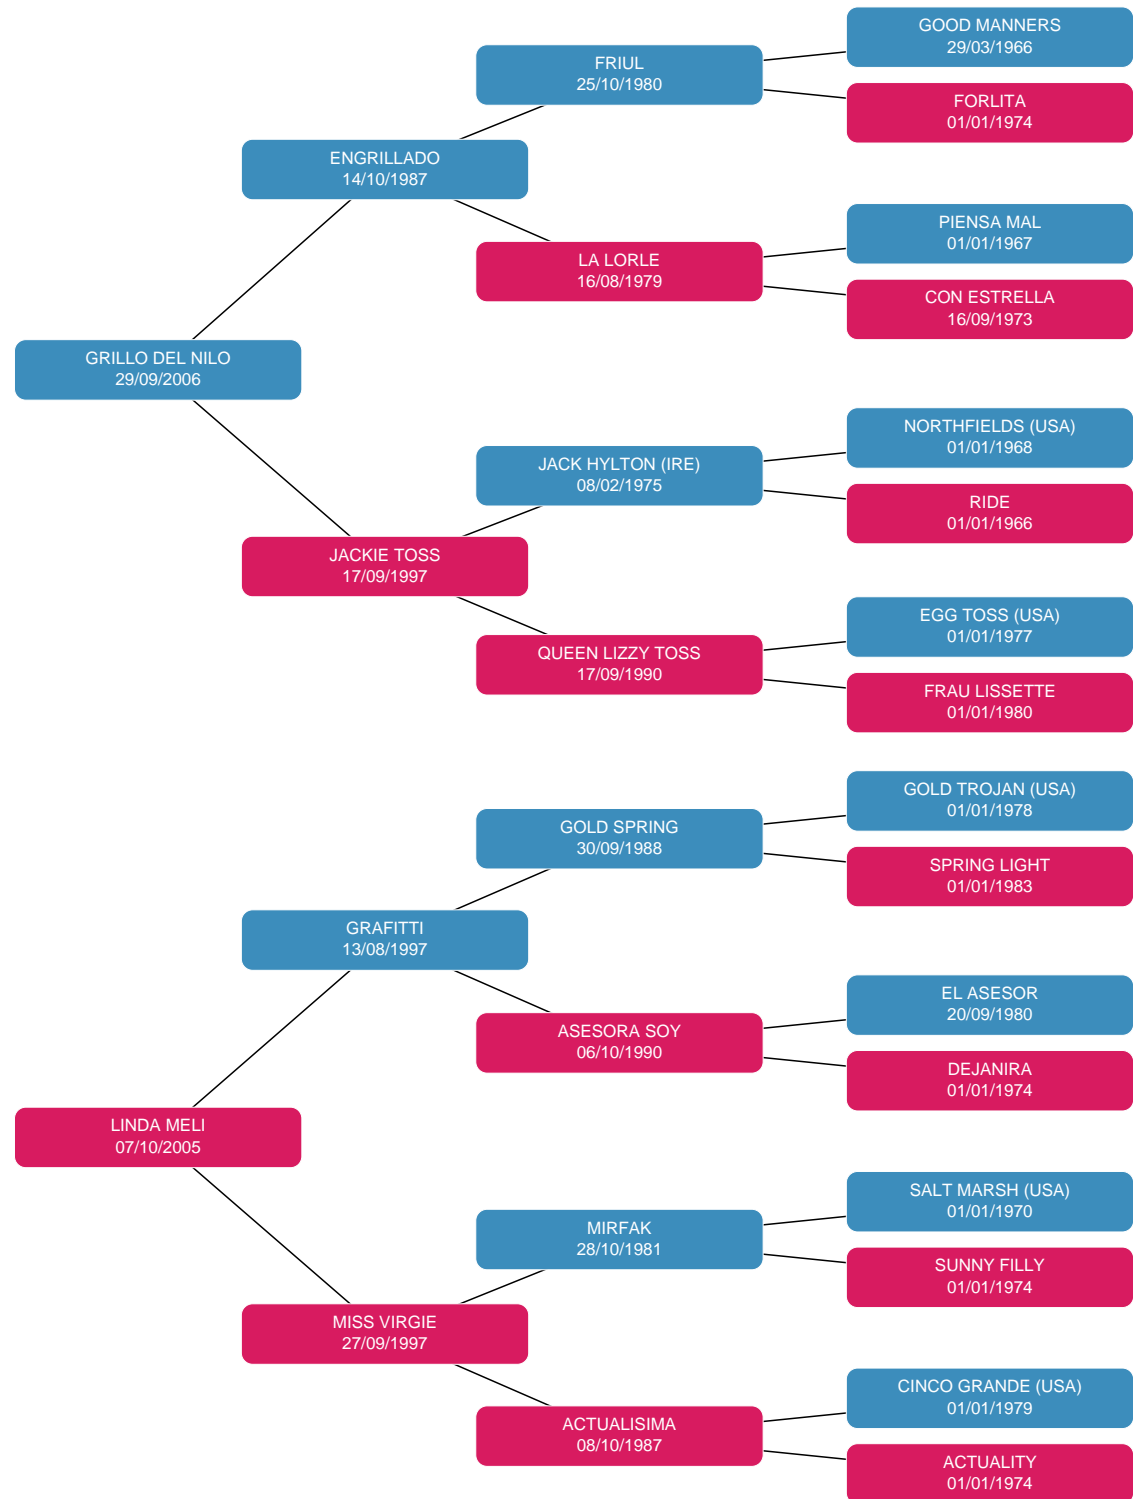 GOOD MANNERS
29/03/1966
FRIUL
25/10/1980
FORLITA
01/01/1974
ENGRILLADO
14/10/1987
PIENSA MAL
01/01/1967
LA LORLE
16/08/1979
CON ESTRELLA
16/09/1973
GRILLO DEL NILO
29/09/2006
NORTHFIELDS (USA)
01/01/1968
JACK HYLTON (IRE)
08/02/1975
RIDE
01/01/1966
JACKIE TOSS
17/09/1997
EGG TOSS (USA)
01/01/1977
QUEEN LIZZY TOSS
17/09/1990
FRAU LISSETTE
01/01/1980
GOLD TROJAN (USA)
01/01/1978
GOLD SPRING
30/09/1988
SPRING LIGHT
01/01/1983
GRAFITTI
13/08/1997
EL ASESOR
20/09/1980
ASESORA SOY
06/10/1990
DEJANIRA
01/01/1974
LINDA MELI
07/10/2005
SALT MARSH (USA)
01/01/1970
MIRFAK
28/10/1981
SUNNY FILLY
01/01/1974
MISS VIRGIE
27/09/1997
CINCO GRANDE (USA)
01/01/1979
ACTUALISIMA
08/10/1987
ACTUALITY
01/01/1974